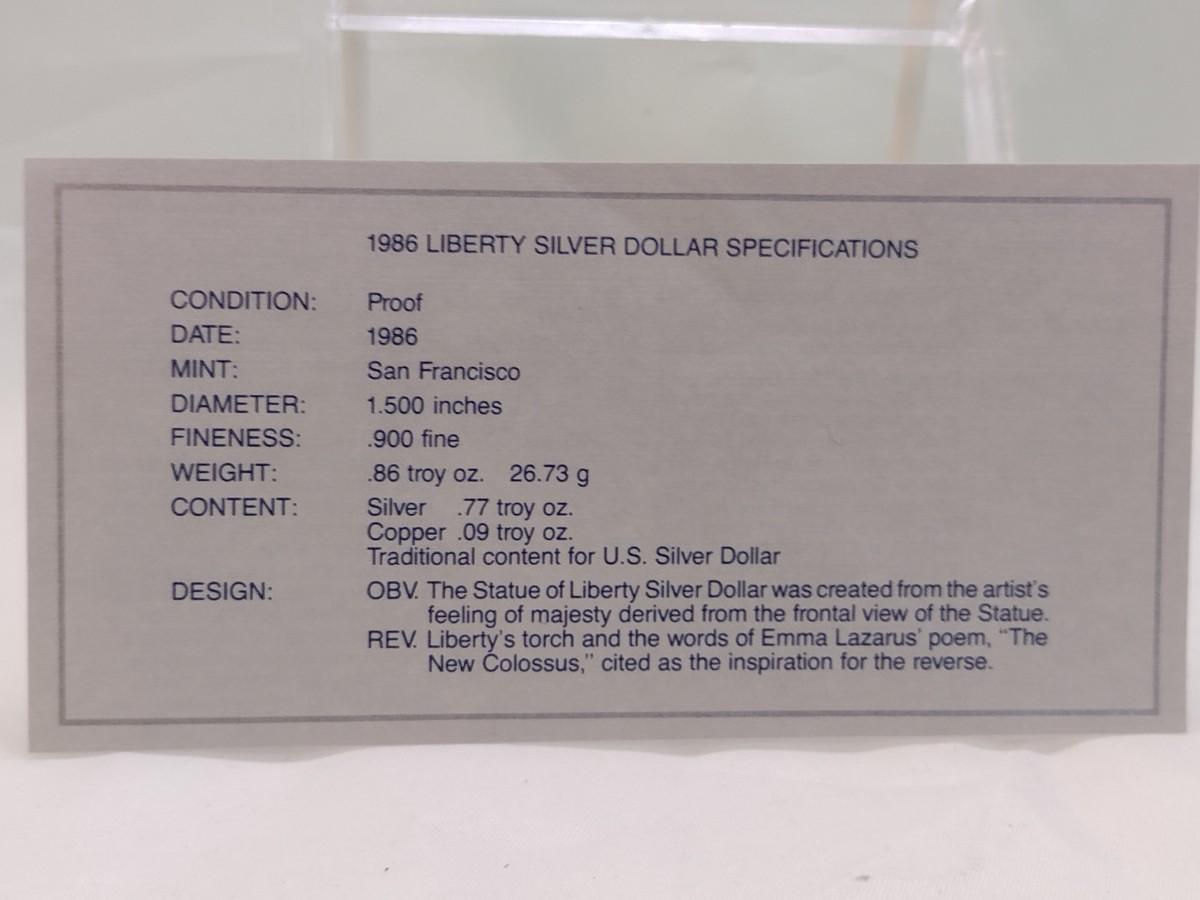 1986 LIBERTY SILVER DOLLAR SPECIFICATIONS
CONDITION: Proof
DATE: 1986
MINT: San Francisco
DIAMETER: 1.500 inches
FINENESS: .900 fine
WEIGHT: .86 troy oz. 26.73 g
CONTENT: Silver .77 troy oz.
Copper .09 troy oz.
Traditional content for U.S. Silver Dollar
DESIGN: OBV. The Statue of Liberty Silver Dollar was created from the artist's
feeling of majesty derived from the frontal view of the Statue.
REV. Liberty's torch and the words of Emma Lazarus' poem, "The
New Colossus," cited as the inspiration for the reverse.